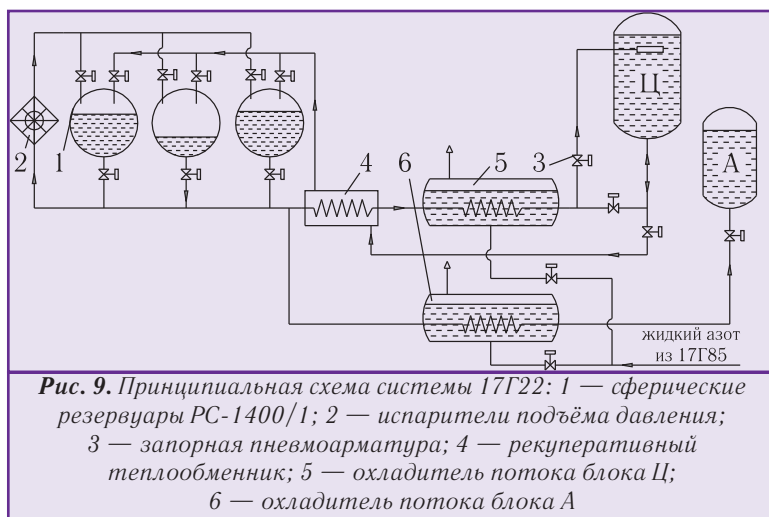 Ц
А
2
1
4
6
5
3
жидкий азот
из 17Г85
Рис. 9. Принципиальная схема системы 17Г22: 1 — сферические
резервуары РС-1400/1; 2 — испарители подъёма давления;
3 — запорная пневмоарматура; 4 — рекуперативный
теплообменник; 5 — охладитель потока блока Ц;
6 — охладитель потока блока А